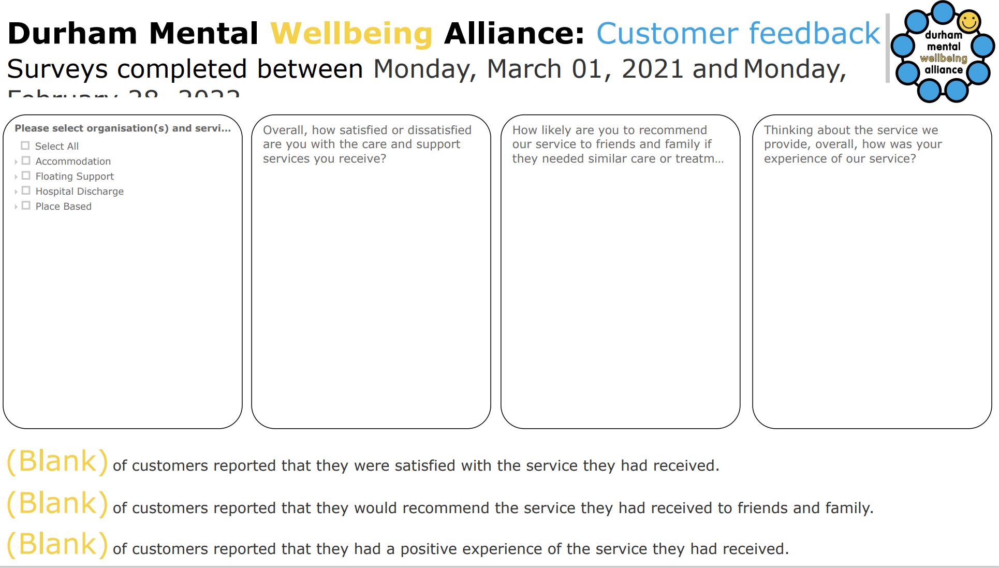 Durham Mental Wellbeing Alliance: Customer feedback
Surveys completed between Monday, March 01, 2021 and Monday,
February 28, 2022
durham
mental
wellbeing
alliance
Please select organisation(s) and servi...
Select All
Accommodation
Floating Support
Hospital Discharge
Place Based
Overall, how satisfied or dissatisfied
are you with the care and support
services you receive?
How likely are you to recommend
our service to friends and family if
they needed similar care or treatm...
Thinking about the service we
provide, overall, how was your
experience of our service?
(Blank) of customers reported that they were satisfied with the service they had received.
(Blank) of customers reported that they would recommend the service they had received to friends and family.
(Blank) of customers reported that they had a positive experience of the service they had received.